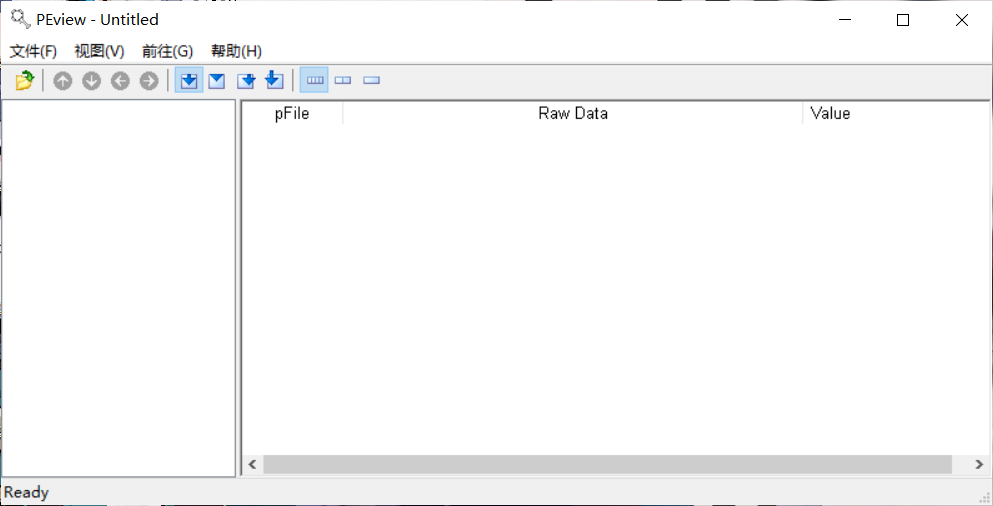 PEview - Untitled
文件(F) 视图(V) 前往(G) 帮助(H)
pFile Raw Data Value
Ready